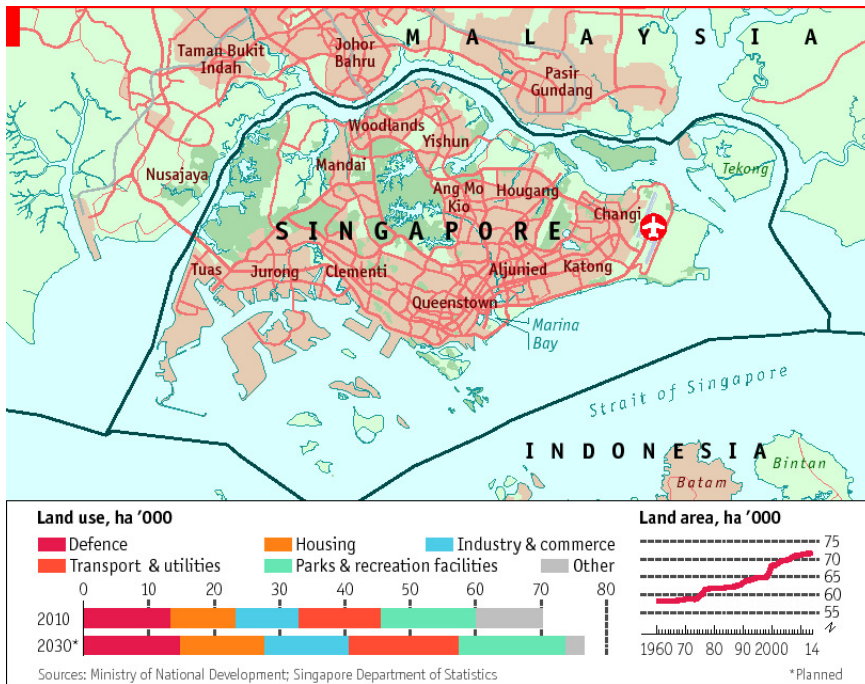 MALAYSIA
Taman Bukit
Indah
Johor
Bahru
Pasir
Gundang
Woodlands
Yishun
Mandai
Nusajaya
Tekong
Ang Mo
Kio
Hougang
Changi
SINGAPORE
Tuas
Jurong
Clementi
Aljunied
Katong
Queenstown
Marina
Bay
Strait of Singapore
INDONESIA
Batam
Bintan
Land use, ha ’000
Defence
Housing
Industry & commerce
Transport & utilities
Parks & recreation facilities
Other
0 10 20 30 40 50 60 70 80
2010
2030*
Sources: Ministry of National Development; Singapore Department of Statistics
Land area, ha ’000
75
70
65
60
55
1960 70 80 90 2000 14
*Planned